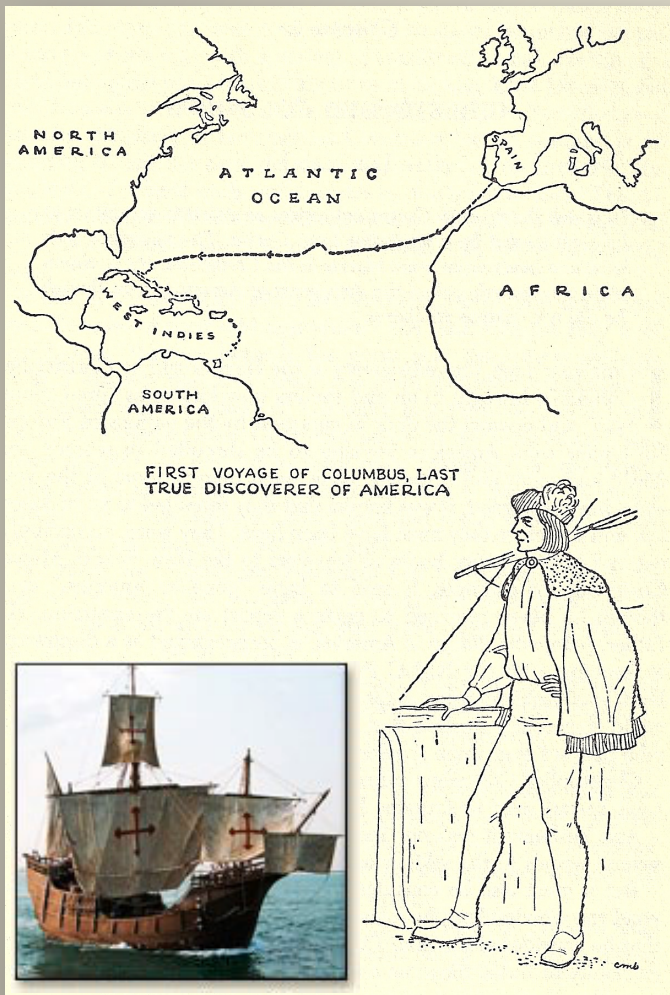 NORTH
AMERICA
ATLANTIC
OCEAN
SPAIN
AFRICA
WEST INDIES
SOUTH
AMERICA
FIRST VOYAGE OF COLUMBUS, LAST
TRUE DISCOVERER OF AMERICA
cmb